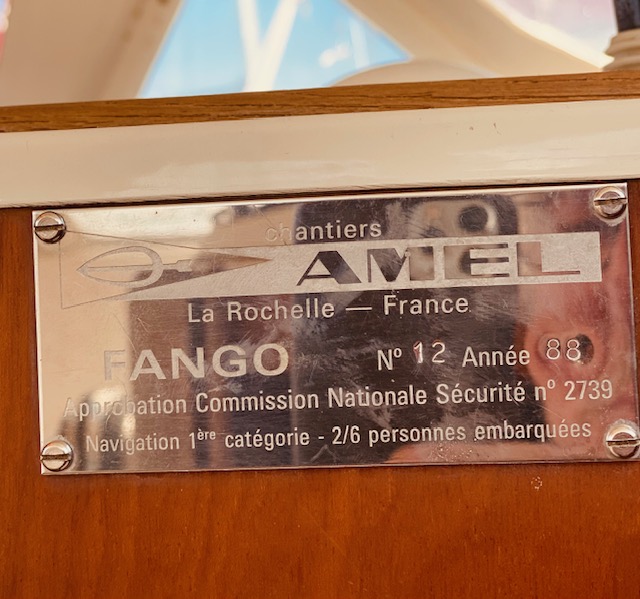 chantiers
AMEL
La Rochelle — France
FANGO Nº 12 Année 88
Approbation Commission Nationale Sécurité nº 2739
Navigation 1ère catégorie - 2/6 personnes embarquées